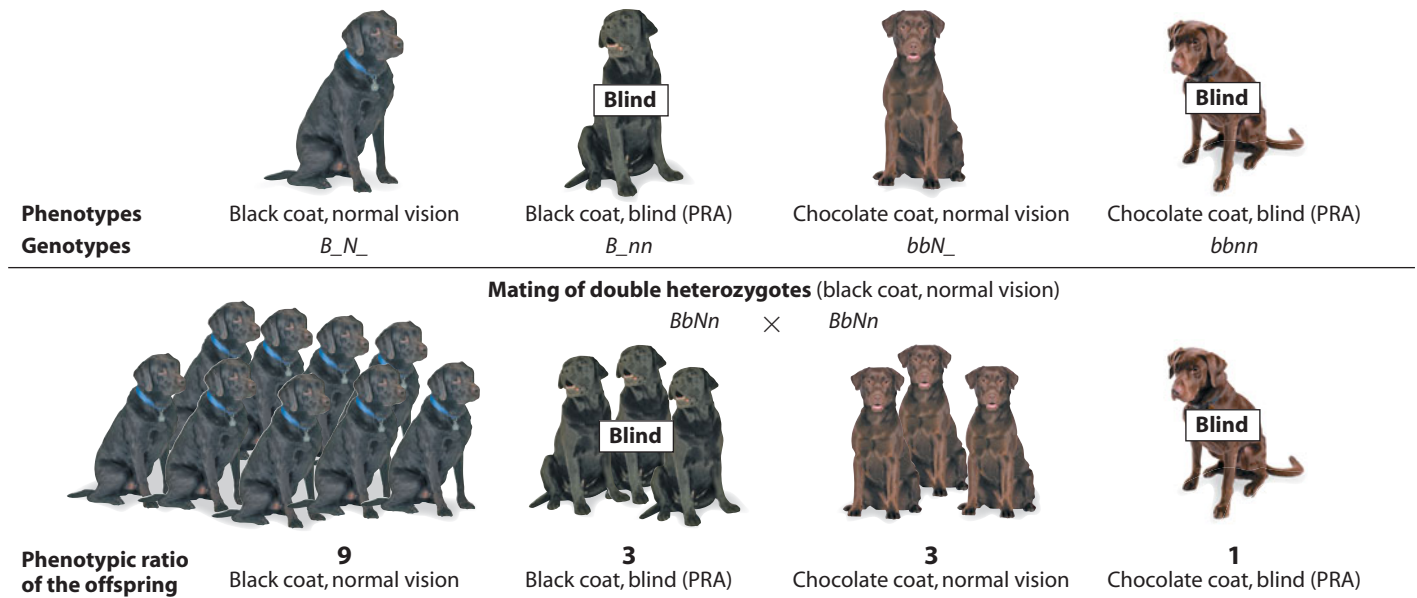 Blind
Blind
Phenotypes Black coat, normal vision Black coat, blind (PRA) Chocolate coat, normal vision Chocolate coat, blind (PRA)
Genotypes B_N_ B_nn bbN_ bbnn
Mating of double heterozygotes (black coat, normal vision)
BbNn × BbNn
Blind
Blind
Phenotypic ratio 9 3 3 1
of the offspring Black coat, normal vision Black coat, blind (PRA) Chocolate coat, normal vision Chocolate coat, blind (PRA)